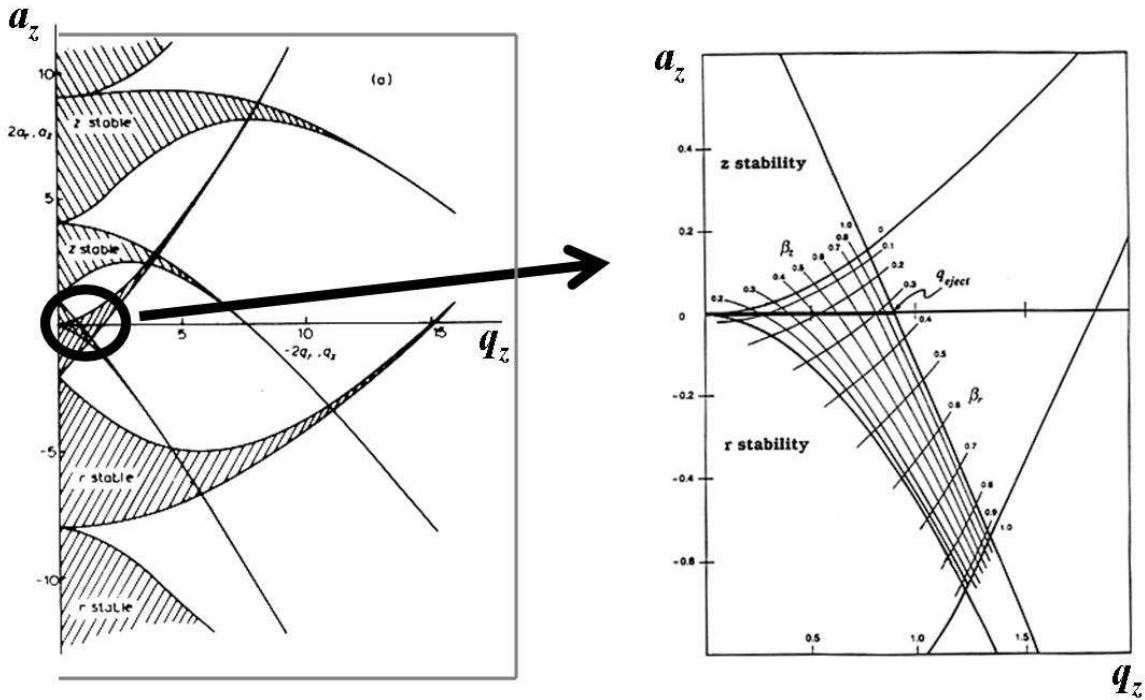 a_z
10
(a)
z stable
2a_r, a_z
5
z stable
5
10
15
-2q_r, q_z
q_z
-5
r stable
-10
r stable
a_z
0.4
z stability
0.2
1.0
0.8
0.7
0.6
0.5
0.4
0.3
0.2
β_z
0
0.1
0.2
0.3
q_eject
0
0.4
0.5
-0.2
β_r
0.6
r stability
0.7
-0.4
0.8
0.9
1.0
-0.6
0.5
1.0
1.5
q_z